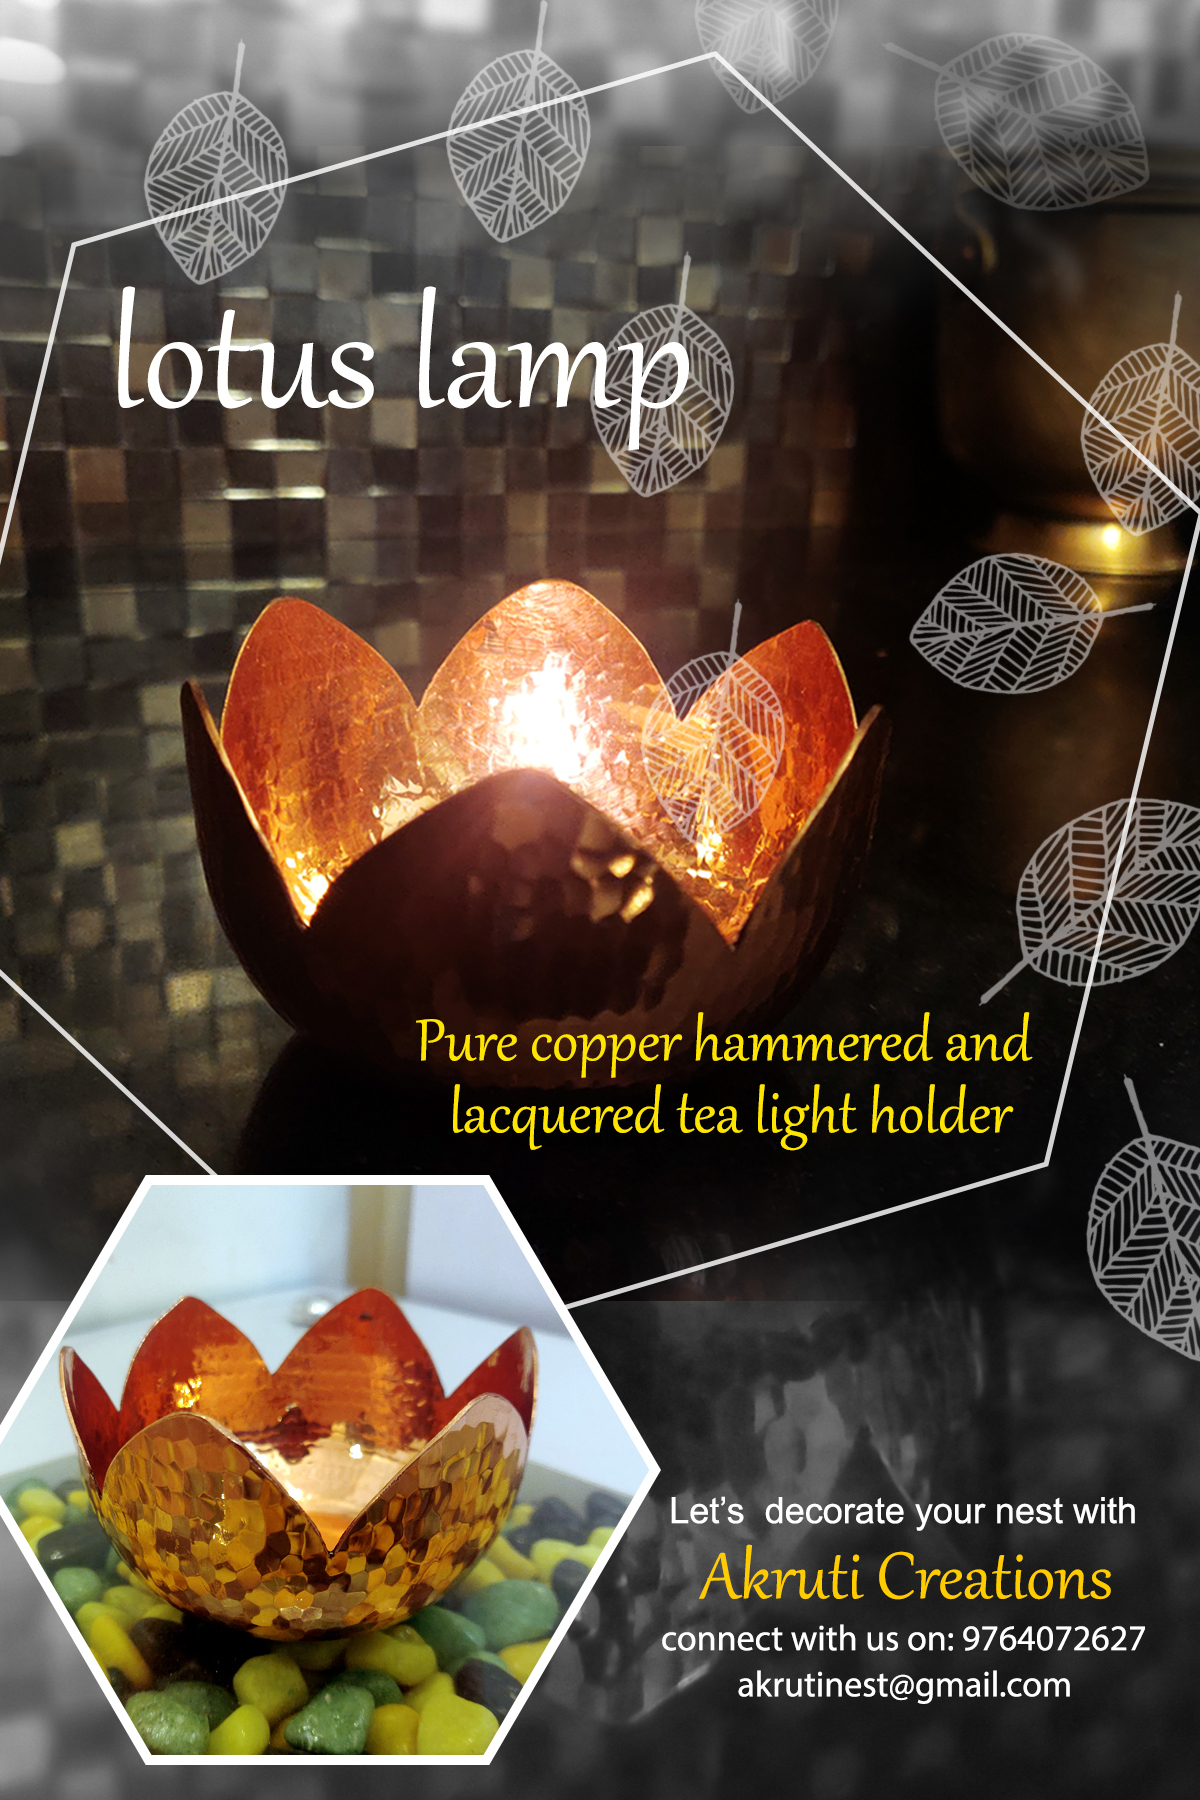 lotus lamp
Pure copper hammered and
lacquered tea light holder
Let's  decorate your nest with
Akruti Creations
connect with us on: 9764072627
akrutinest@gmail.com